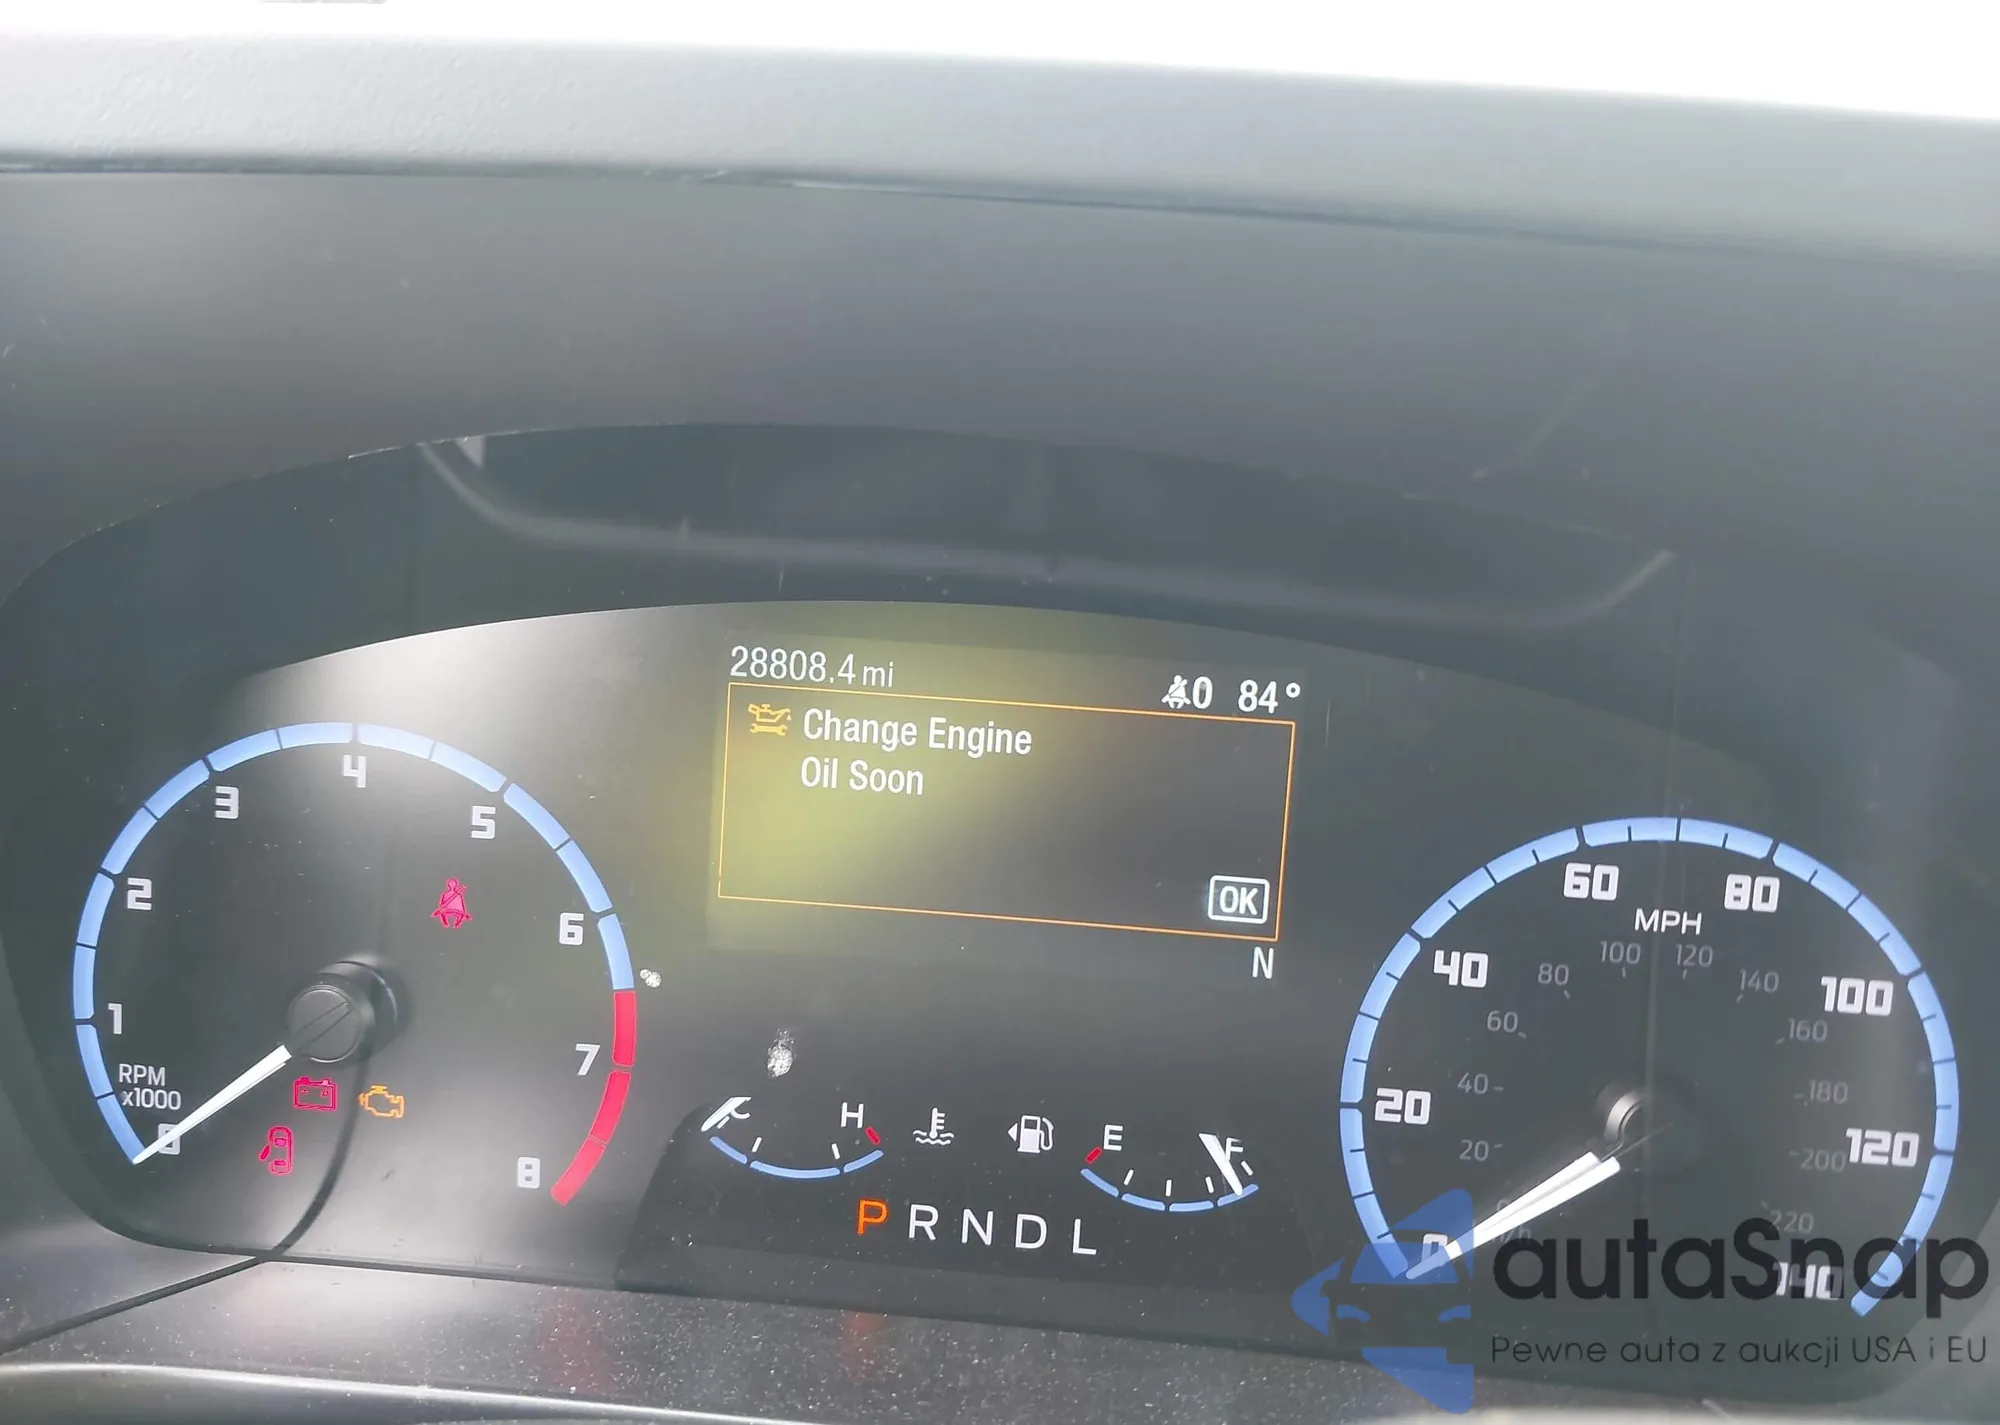 28808.4 mi
0 84°
Change Engine
Oil Soon
OK
N
0
1
2
3
4
5
6
7
8
RPM
x1000
H
E
F
P R N D L
0
20
40
60
80
100
120
140
MPH
20
40
60
80
100
120
140
160
180
200
220
autaSnap
Pewne auta z aukcji USA i EU